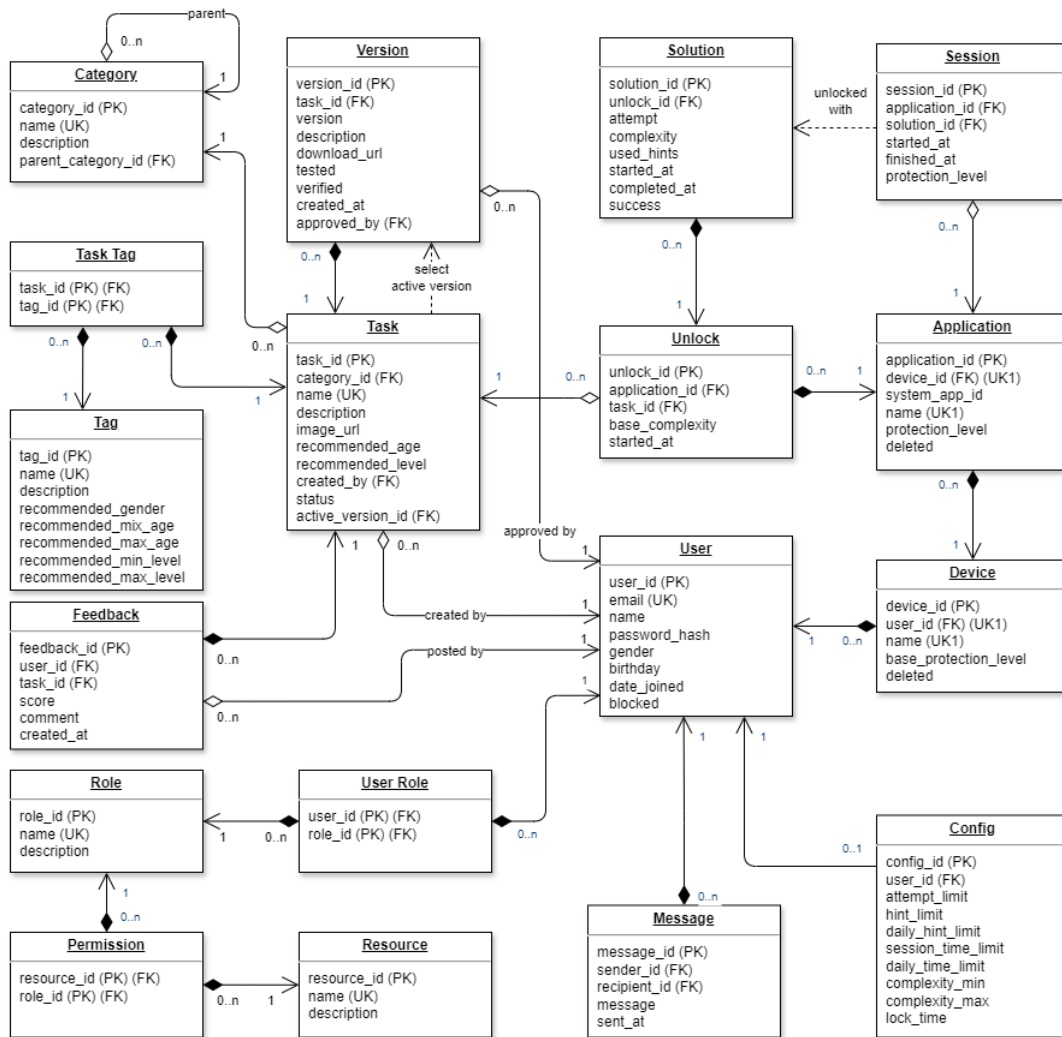 parent
0..n
1
Category
category_id (PK)
name (UK)
description
parent_category_id (FK)
1
Version
version_id (PK)
task_id (FK)
version
description
download_url
tested
verified
created_at
approved_by (FK)
0..n
0..n
1
select
active version
Solution
solution_id (PK)
unlock_id (FK)
attempt
complexity
used_hints
started_at
completed_at
success
0..n
1
unlocked
with
Session
session_id (PK)
application_id (FK)
solution_id (FK)
started_at
finished_at
protection_level
0..n
1
Task Tag
task_id (PK) (FK)
tag_id (PK) (FK)
0..n
0..n
1
1
0..n
Task
task_id (PK)
category_id (FK)
name (UK)
description
image_url
recommended_age
recommended_level
created_by (FK)
status
active_version_id (FK)
1
0..n
1
0..n
Unlock
unlock_id (PK)
application_id (FK)
task_id (FK)
base_complexity
started_at
0..n
1
Application
application_id (PK)
device_id (FK) (UK1)
system_app_id
name (UK1)
protection_level
deleted
0..n
1
Tag
tag_id (PK)
name (UK)
description
recommended_gender
recommended_mix_age
recommended_max_age
recommended_min_level
recommended_max_level
approved by
1
created by
1
posted by
1
1
User
user_id (PK)
email (UK)
name
password_hash
gender
birthday
date_joined
blocked
1
0..n
1
1
Device
device_id (PK)
user_id (FK) (UK1)
name (UK1)
base_protection_level
deleted
Feedback
feedback_id (PK)
user_id (FK)
task_id (FK)
score
comment
created_at
0..n
0..n
Role
role_id (PK)
name (UK)
description
1
0..n
User Role
user_id (PK) (FK)
role_id (PK) (FK)
0..n
1
0..n
Permission
resource_id (PK) (FK)
role_id (PK) (FK)
0..n
1
Resource
resource_id (PK)
name (UK)
description
0..n
Message
message_id (PK)
sender_id (FK)
recipient_id (FK)
message
sent_at
0..1
Config
config_id (PK)
user_id (FK)
attempt_limit
hint_limit
daily_hint_limit
session_time_limit
daily_time_limit
complexity_min
complexity_max
lock_time